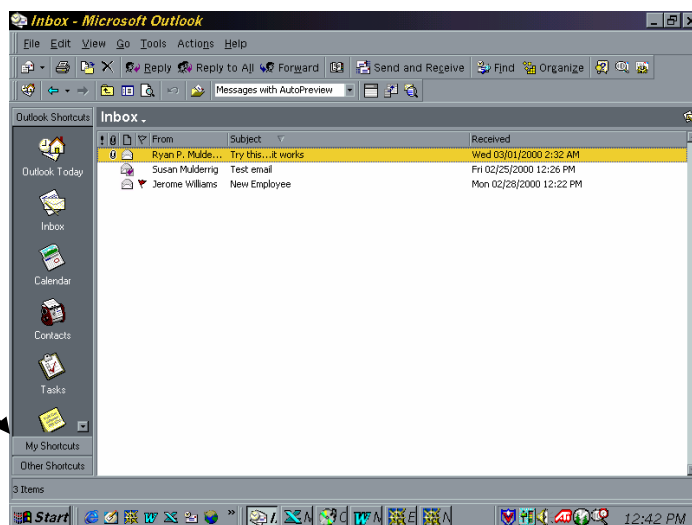 Inbox - Microsoft Outlook
File Edit View Go Tools Actions Help
Reply Reply to All Forward Send and Receive Find Organize
Messages with AutoPreview
Outlook Shortcuts Inbox .
! From Subject Received
Ryan P. Mulde... Try this...it works Wed 03/01/2000 2:32 AM
Susan Mulderrig Test email Fri 02/25/2000 12:26 PM
Jerome Williams New Employee Mon 02/28/2000 12:22 PM
Outlook Today
Inbox
Calendar
Contacts
Tasks
My Shortcuts
Other Shortcuts
3 Items
Start » 12:42 PM